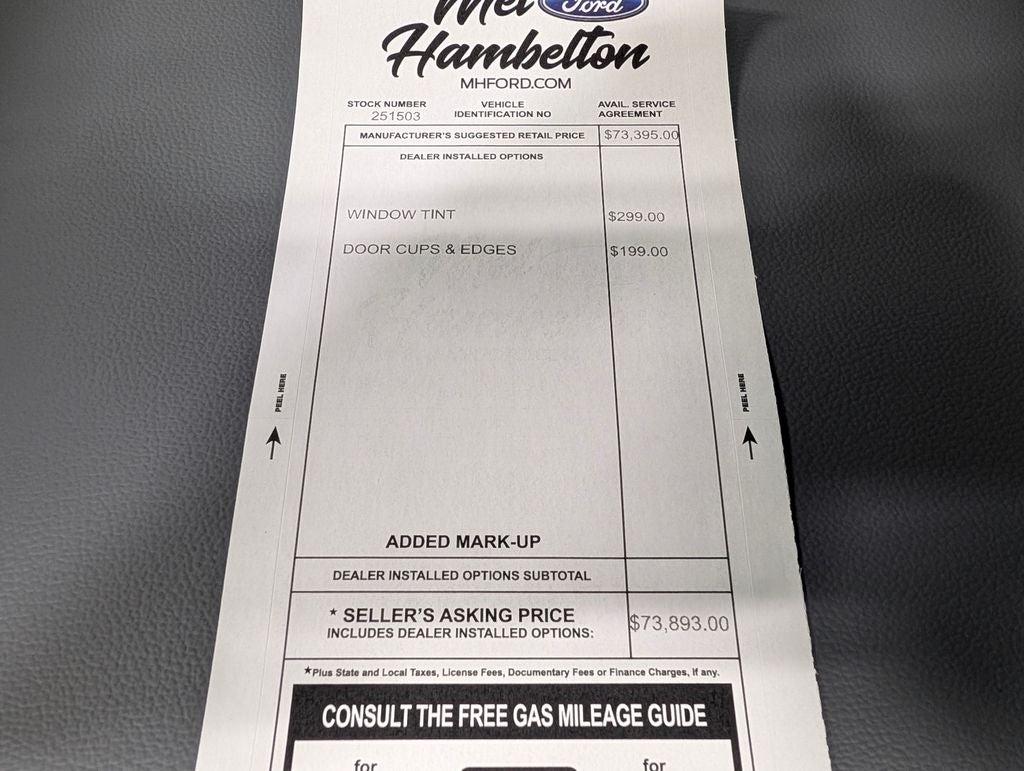 Mel Ford
Hambelton
MHFORD.COM
STOCK NUMBER VEHICLE AVAIL. SERVICE
251503 IDENTIFICATION NO AGREEMENT
MANUFACTURER'S SUGGESTED RETAIL PRICE $73,395.00
DEALER INSTALLED OPTIONS
WINDOW TINT $299.00
DOOR CUPS & EDGES $199.00
PEEL HERE PEEL HERE
ADDED MARK-UP
DEALER INSTALLED OPTIONS SUBTOTAL
★ SELLER'S ASKING PRICE $73,893.00
INCLUDES DEALER INSTALLED OPTIONS:
★Plus State and Local Taxes, License Fees, Documentary Fees or Finance Charges, if any.
CONSULT THE FREE GAS MILEAGE GUIDE
for for